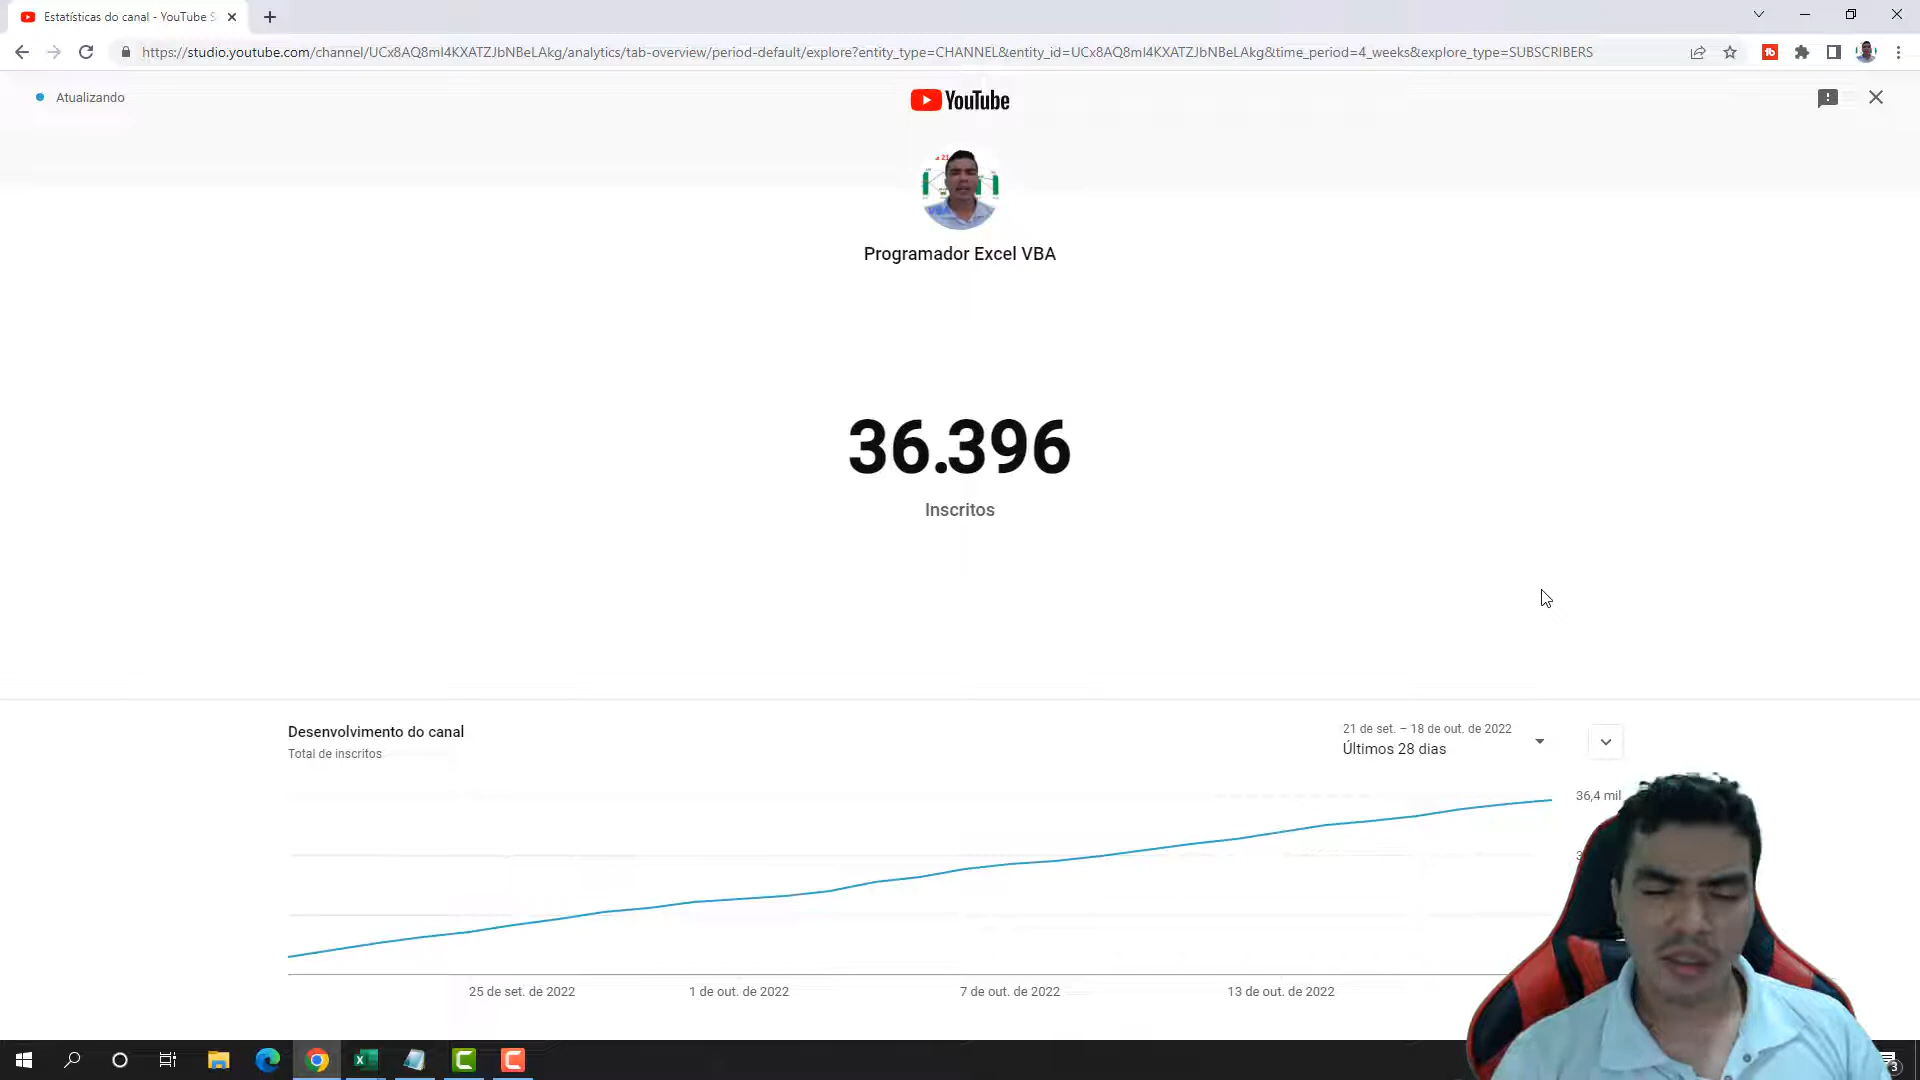 Estatísticas do canal - YouTube S
https://studio.youtube.com/channel/UCx8AQ8mI4KXATZJbNBeLAkg/analytics/tab-overview/period-default/explore?entity_type=CHANNEL&entity_id=UCx8AQ8mI4KXATZJbNBeLAkg&time_period=4_weeks&explore_type=SUBSCRIBERS
Atualizando
YouTube
Programador Excel VBA
36.396
Inscritos
Desenvolvimento do canal
Total de inscritos
21 de set. – 18 de out. de 2022
Últimos 28 dias
36,4 mil
25 de set. de 2022
1 de out. de 2022
7 de out. de 2022
13 de out. de 2022
3